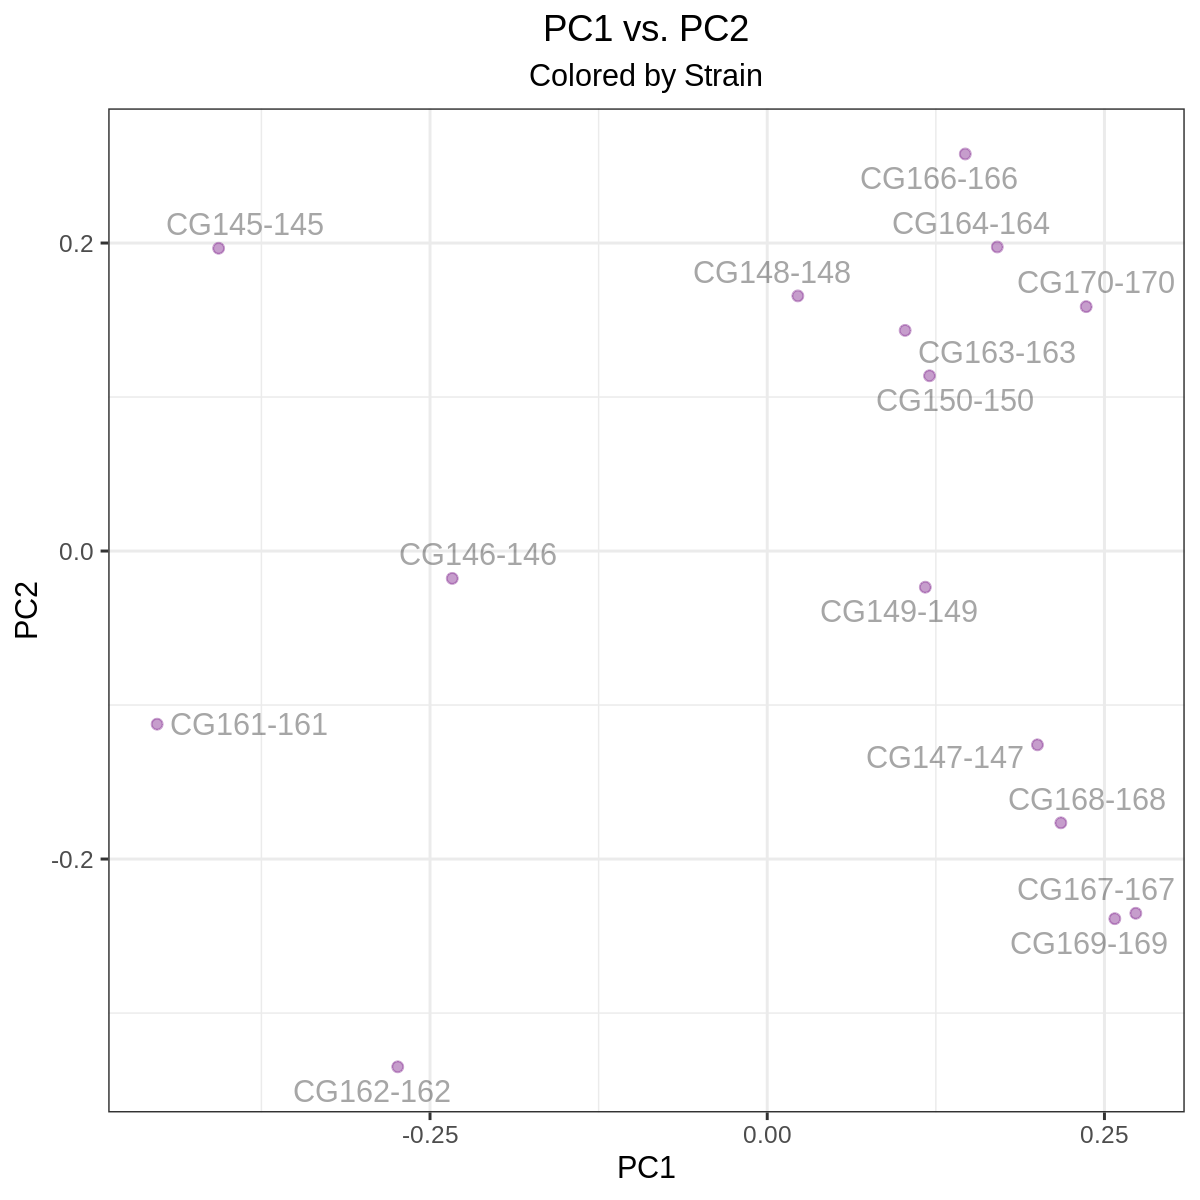 PC1 vs. PC2
Colored by Strain
CG166-166
CG145-145
CG164-164
0.2
CG148-148
CG170-170
CG163-163
CG150-150
0.0
CG146-146
CG149-149
PC2
CG161-161
CG147-147
CG168-168
-0.2
CG167-167
CG169-169
CG162-162
-0.25
0.00
0.25
PC1